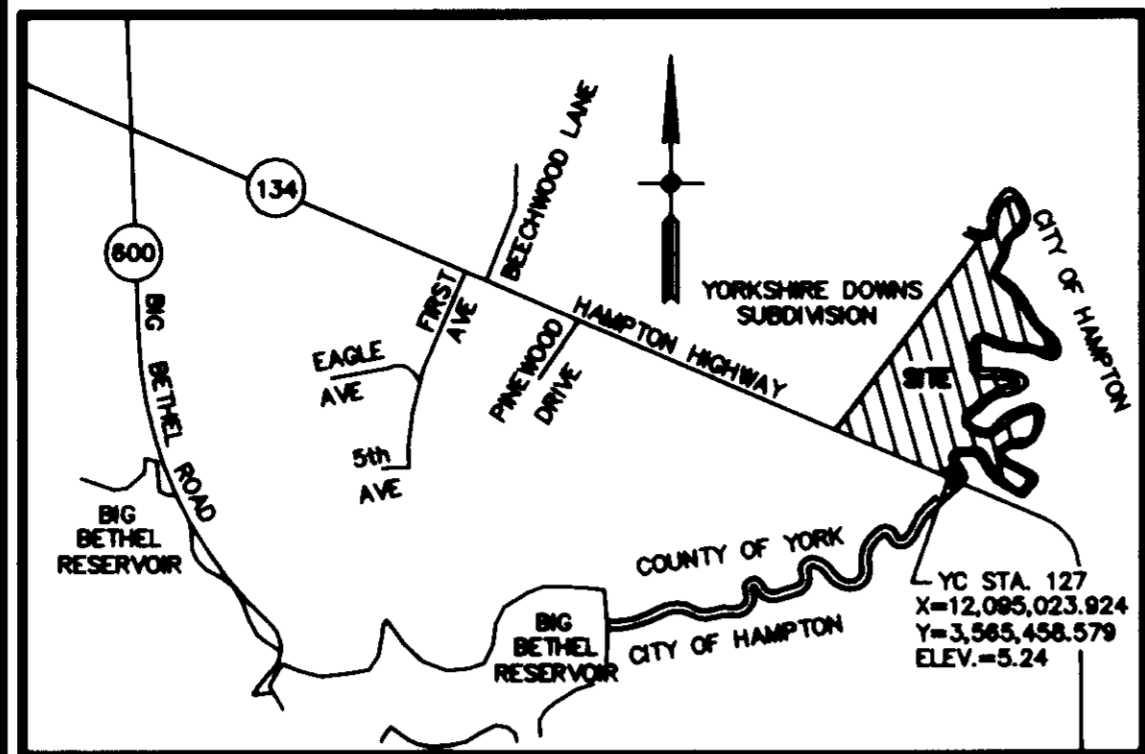 134
600
BEECHWOOD LANE
FIRST
AVE
BIG BETHEL ROAD
EAGLE
AVE
5th
AVE
PINEWOOD
DRIVE
HAMPTON HIGHWAY
YORKSHIRE DOWNS
SUBDIVISION
SITE
CITY OF HAMPTON
BIG
BETHEL
RESERVOIR
BIG
BETHEL
RESERVOIR
COUNTY OF YORK
CITY OF HAMPTON
YC STA. 127
X=12,095,023.924
Y=3,565,458.579
ELEV.=5.24